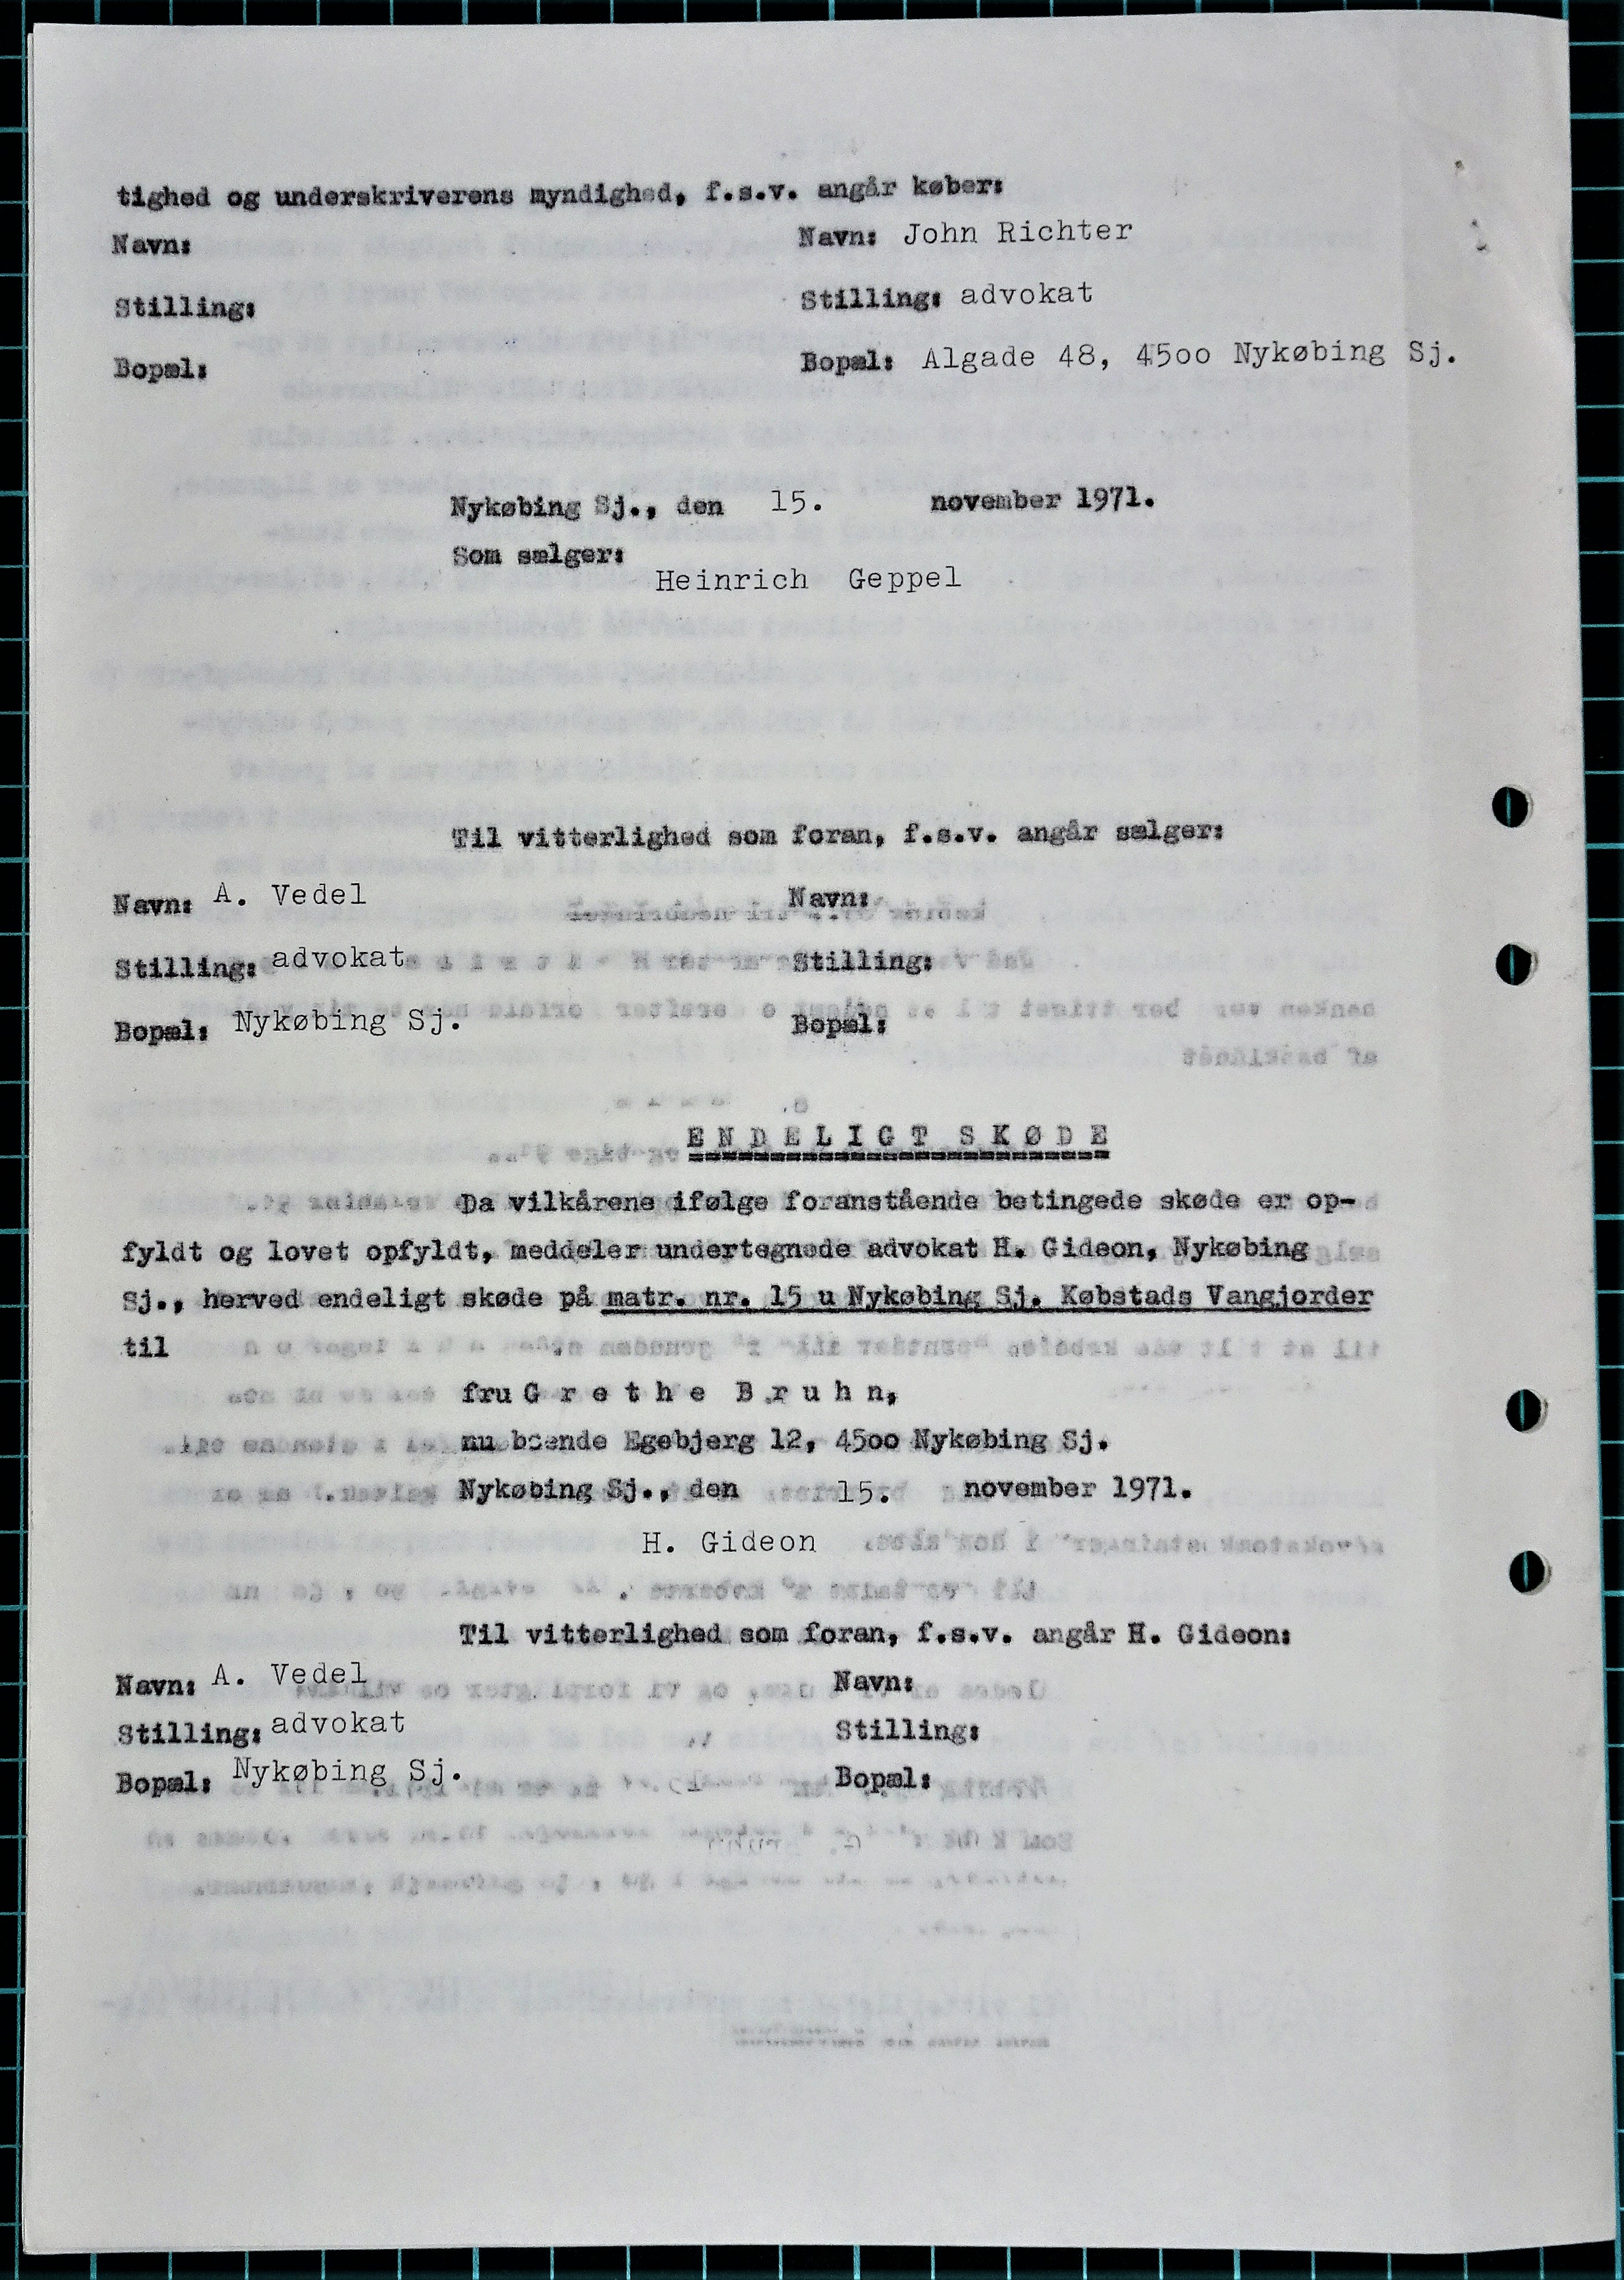 tighed og underskriverens myndighed, f.s.v. angår køber:
Navn: Navn: John Richter
Stilling: Stilling: advokat
Bopæl: Bopæl: Algade 48, 45oo Nykøbing Sj.
Nykøbing Sj., den 15. november 1971.
Som sælger:
Heinrich Geppel
Til vitterlighed som foran, f.s.v. angår sælger:
Navn: A. Vedel Navn:
Stilling: advokat Stilling:
Bopæl: Nykøbing Sj. Bopæl:
E N D E L I G T S K Ø D E
Da vilkårene ifølge foranstående betingede skøde er op-
fyldt og lovet opfyldt, meddeler undertegnede advokat H. Gideon, Nykøbing
Sj., herved endeligt skøde på matr. nr. 15 u Nykøbing Sj. Købstads Vangjorder
til
fru G r e t h e B r u h n,
nu boende Egebjerg 12, 45oo Nykøbing Sj.
Nykøbing Sj., den 15. november 1971.
H. Gideon
Til vitterlighed som foran, f.s.v. angår H. Gideon:
Navn: A. Vedel Navn:
Stilling: advokat Stilling:
Bopæl: Nykøbing Sj. Bopæl: